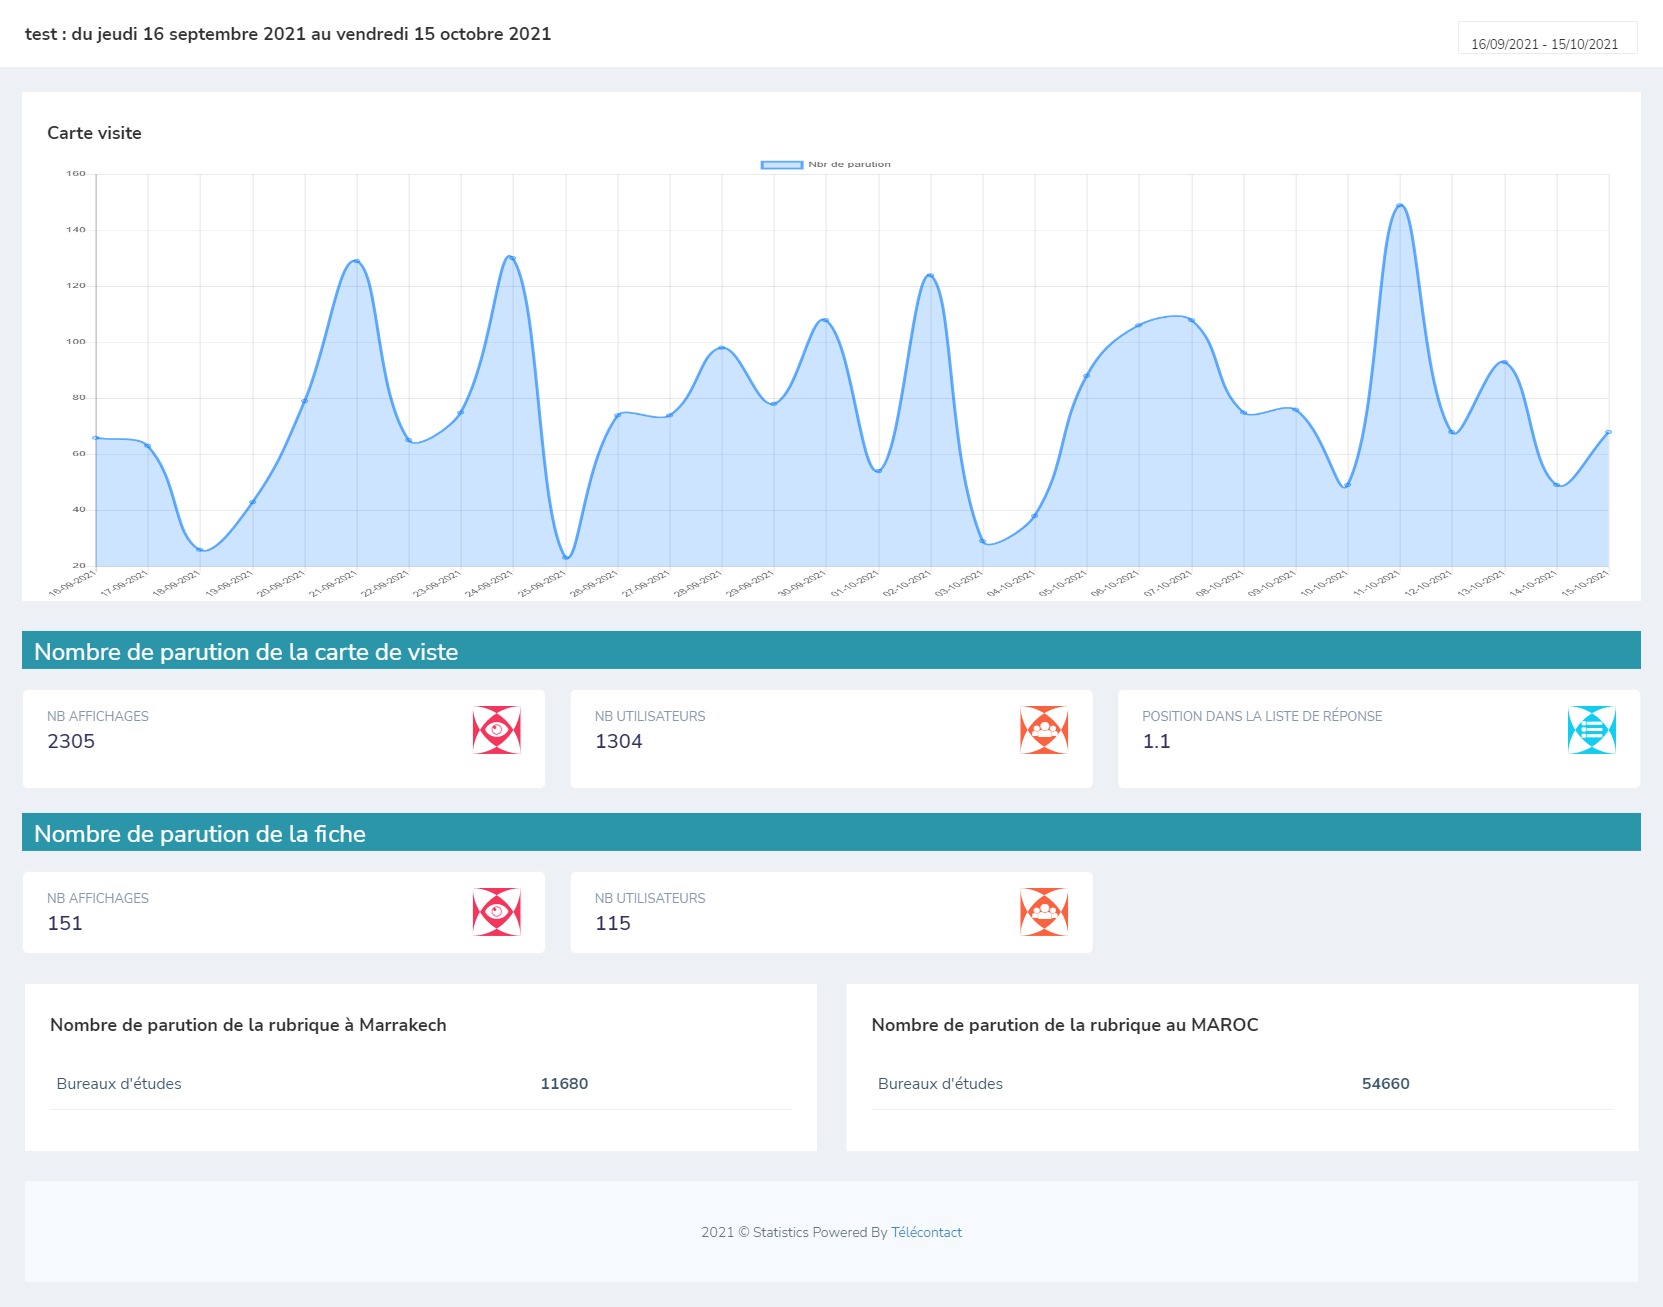 test : du jeudi 16 septembre 2021 au vendredi 15 octobre 2021
16/09/2021 - 15/10/2021
Carte visite
Nbr de parution
160
140
120
100
80
60
40
20
16-09-2021
17-09-2021
18-09-2021
19-09-2021
20-09-2021
21-09-2021
22-09-2021
23-09-2021
24-09-2021
25-09-2021
26-09-2021
27-09-2021
28-09-2021
29-09-2021
30-09-2021
01-10-2021
02-10-2021
03-10-2021
04-10-2021
05-10-2021
06-10-2021
07-10-2021
08-10-2021
09-10-2021
10-10-2021
11-10-2021
12-10-2021
13-10-2021
14-10-2021
15-10-2021
Nombre de parution de la carte de viste
NB AFFICHAGES
2305
NB UTILISATEURS
1304
POSITION DANS LA LISTE DE RÉPONSE
1.1
Nombre de parution de la fiche
NB AFFICHAGES
151
NB UTILISATEURS
115
Nombre de parution de la rubrique à Marrakech
Bureaux d'études 11680
Nombre de parution de la rubrique au MAROC
Bureaux d'études 54660
2021 © Statistics Powered By Télécontact